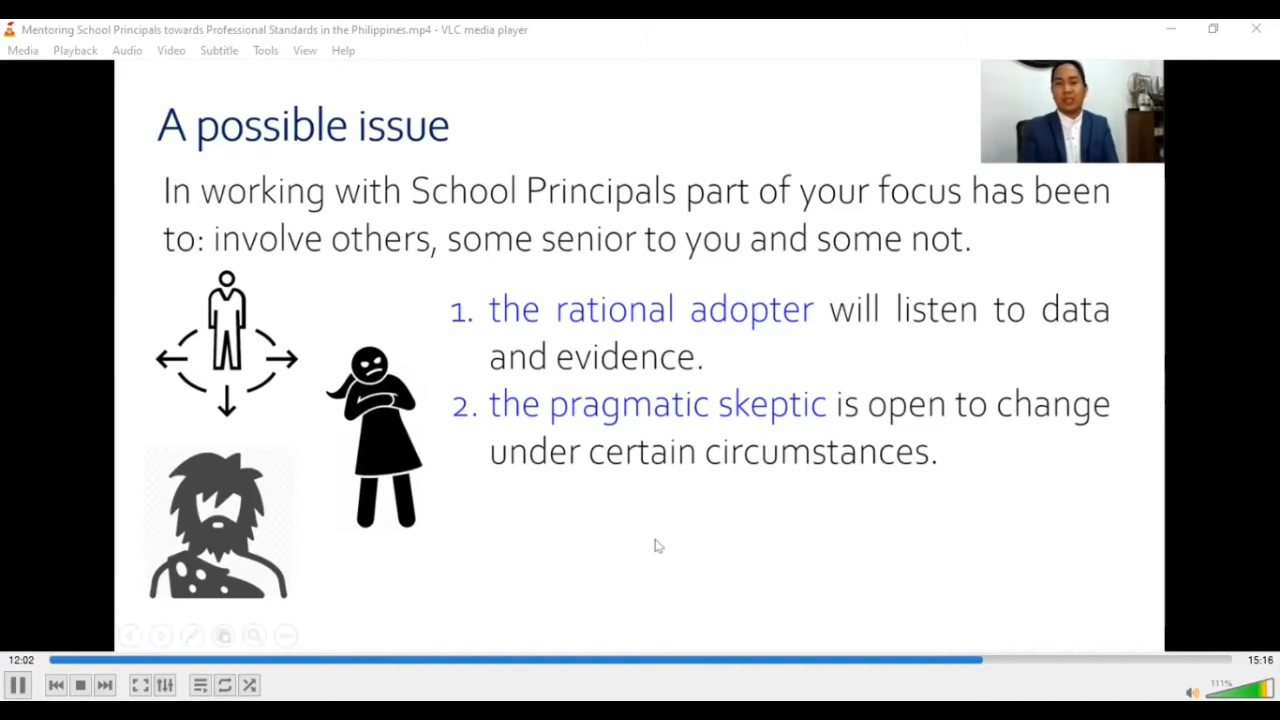 Mentoring School Principals towards Professional Standards in the Philippines.mp4 - VLC media player
Media Playback Audio Video Subtitle Tools View Help
A possible issue
In working with School Principals part of your focus has been
to: involve others, some senior to you and some not.
1. the rational adopter will listen to data
and evidence.
2. the pragmatic skeptic is open to change
under certain circumstances.
12:02
15:16
111%